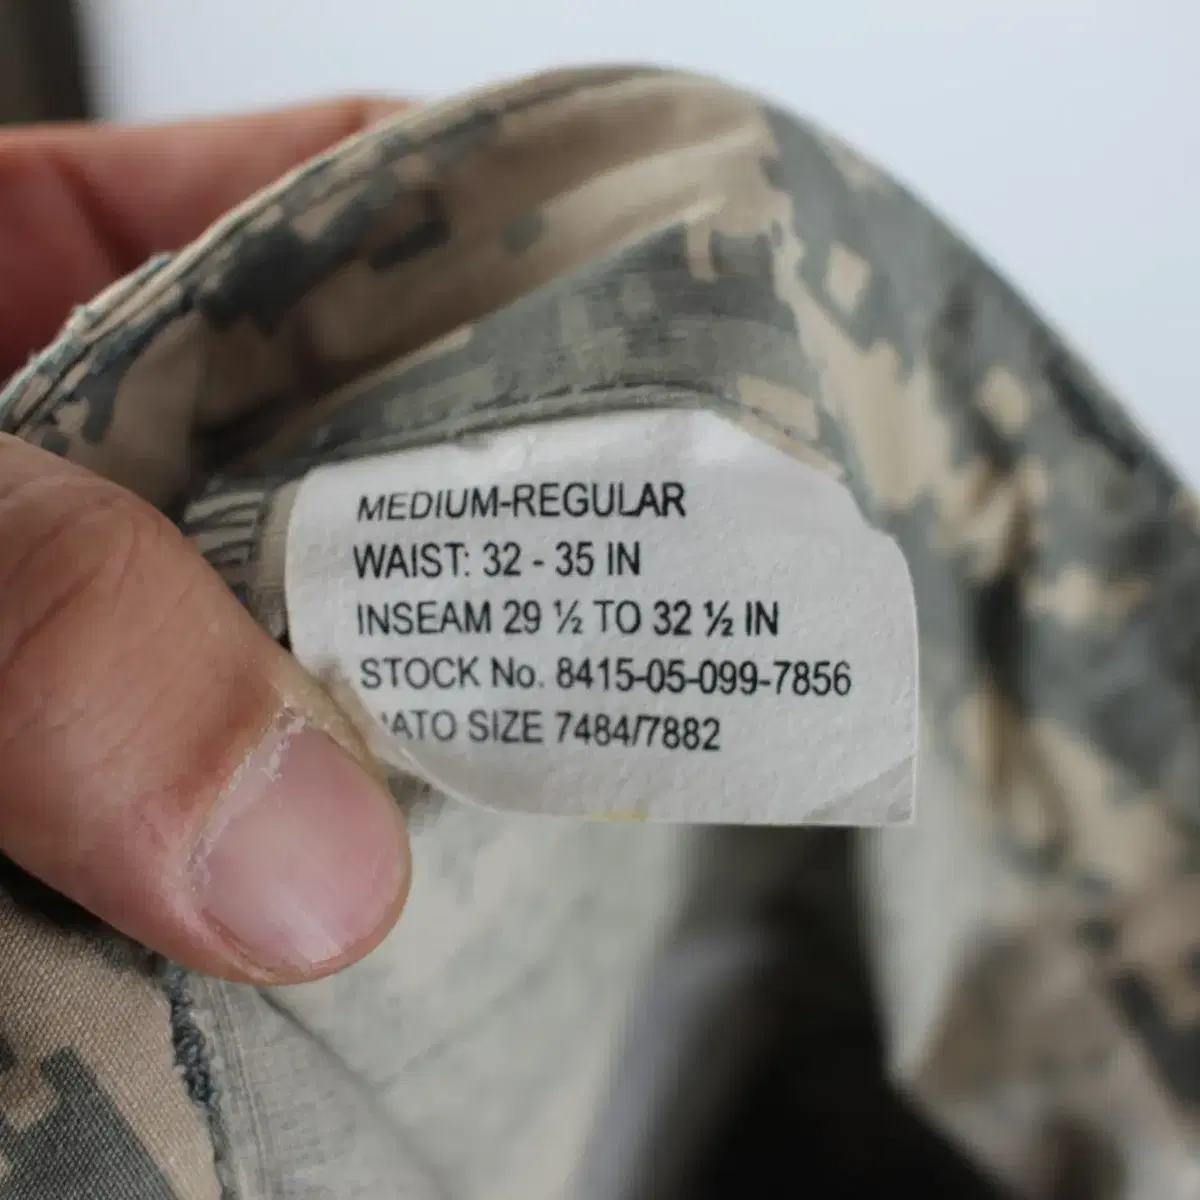 MEDIUM-REGULAR
WAIST: 32 - 35 IN
INSEAM 29 ½ TO 32 ½ IN
STOCK No. 8415-05-099-7856
SIZE 7484/7882